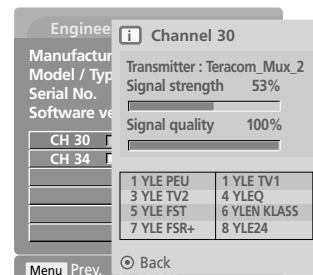 Enginee
Manufactur
Model / Typ
Serial No.
Software ve
CH 30
CH 34
Menu Prev.
i Channel 30
Transmitter : Teracom_Mux_2
Signal strength 53%
Signal quality 100%
1 YLE PEU 1 YLE TV1
3 YLE TV2 4 YLEQ
5 YLE FST 6 YLEN KLASS
7 YLE FSR+ 8 YLE24
Back